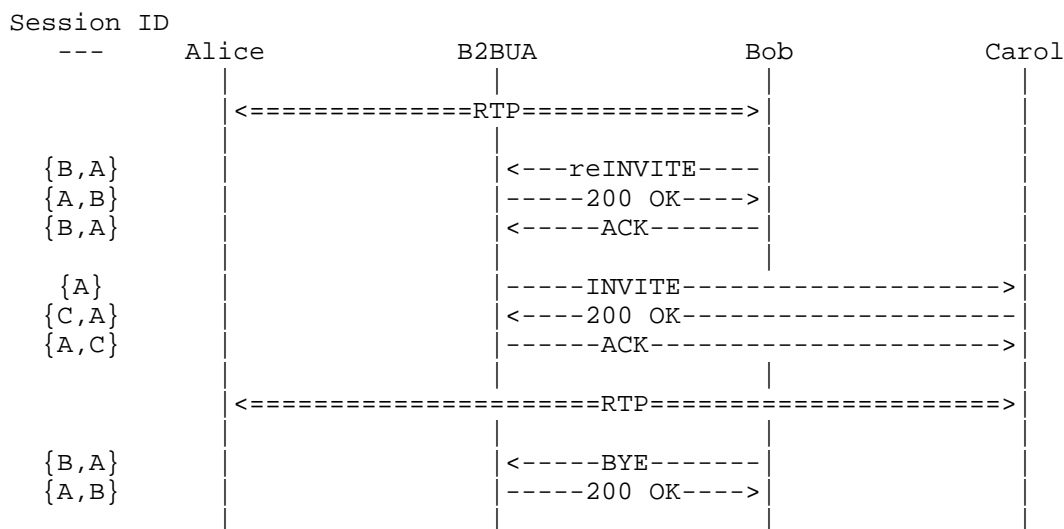 Session ID
--- Alice B2BUA Bob Carol
|<==============RTP==============>|
{B,A} |<---reINVITE----|
{A,B} |-----200 OK---->|
{B,A} |<-----ACK-------|
{A} |-----INVITE-------------------->|
{C,A} |<----200 OK---------------------|
{A,C} |------ACK---------------------->|
|<======================RTP======================>|
{B,A} |<-----BYE-------|
{A,B} |-----200 OK---->|